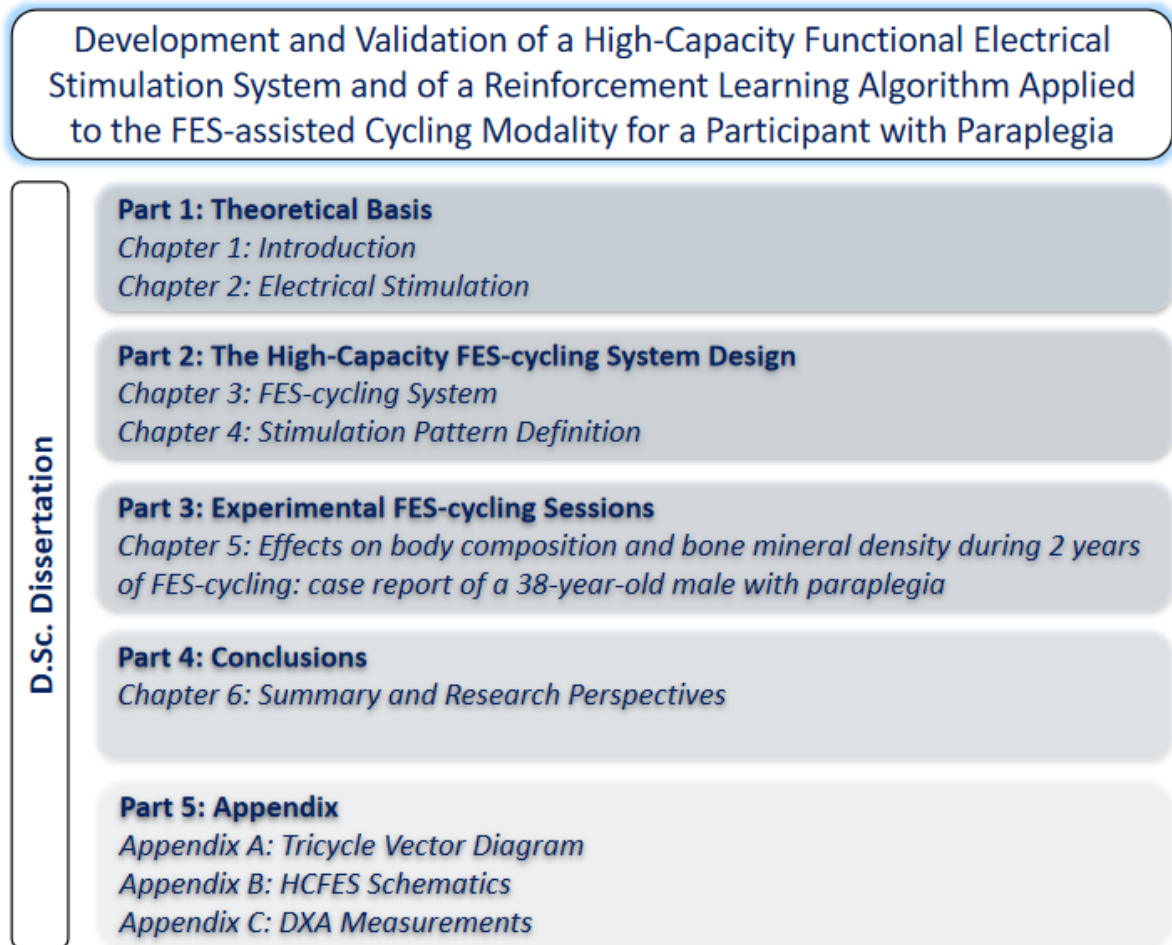 Development and Validation of a High-Capacity Functional Electrical
Stimulation System and of a Reinforcement Learning Algorithm Applied
to the FES-assisted Cycling Modality for a Participant with Paraplegia
D.Sc. Dissertation
Part 1: Theoretical Basis
Chapter 1: Introduction
Chapter 2: Electrical Stimulation
Part 2: The High-Capacity FES-cycling System Design
Chapter 3: FES-cycling System
Chapter 4: Stimulation Pattern Definition
Part 3: Experimental FES-cycling Sessions
Chapter 5: Effects on body composition and bone mineral density during 2 years
of FES-cycling: case report of a 38-year-old male with paraplegia
Part 4: Conclusions
Chapter 6: Summary and Research Perspectives
Part 5: Appendix
Appendix A: Tricycle Vector Diagram
Appendix B: HCFES Schematics
Appendix C: DXA Measurements